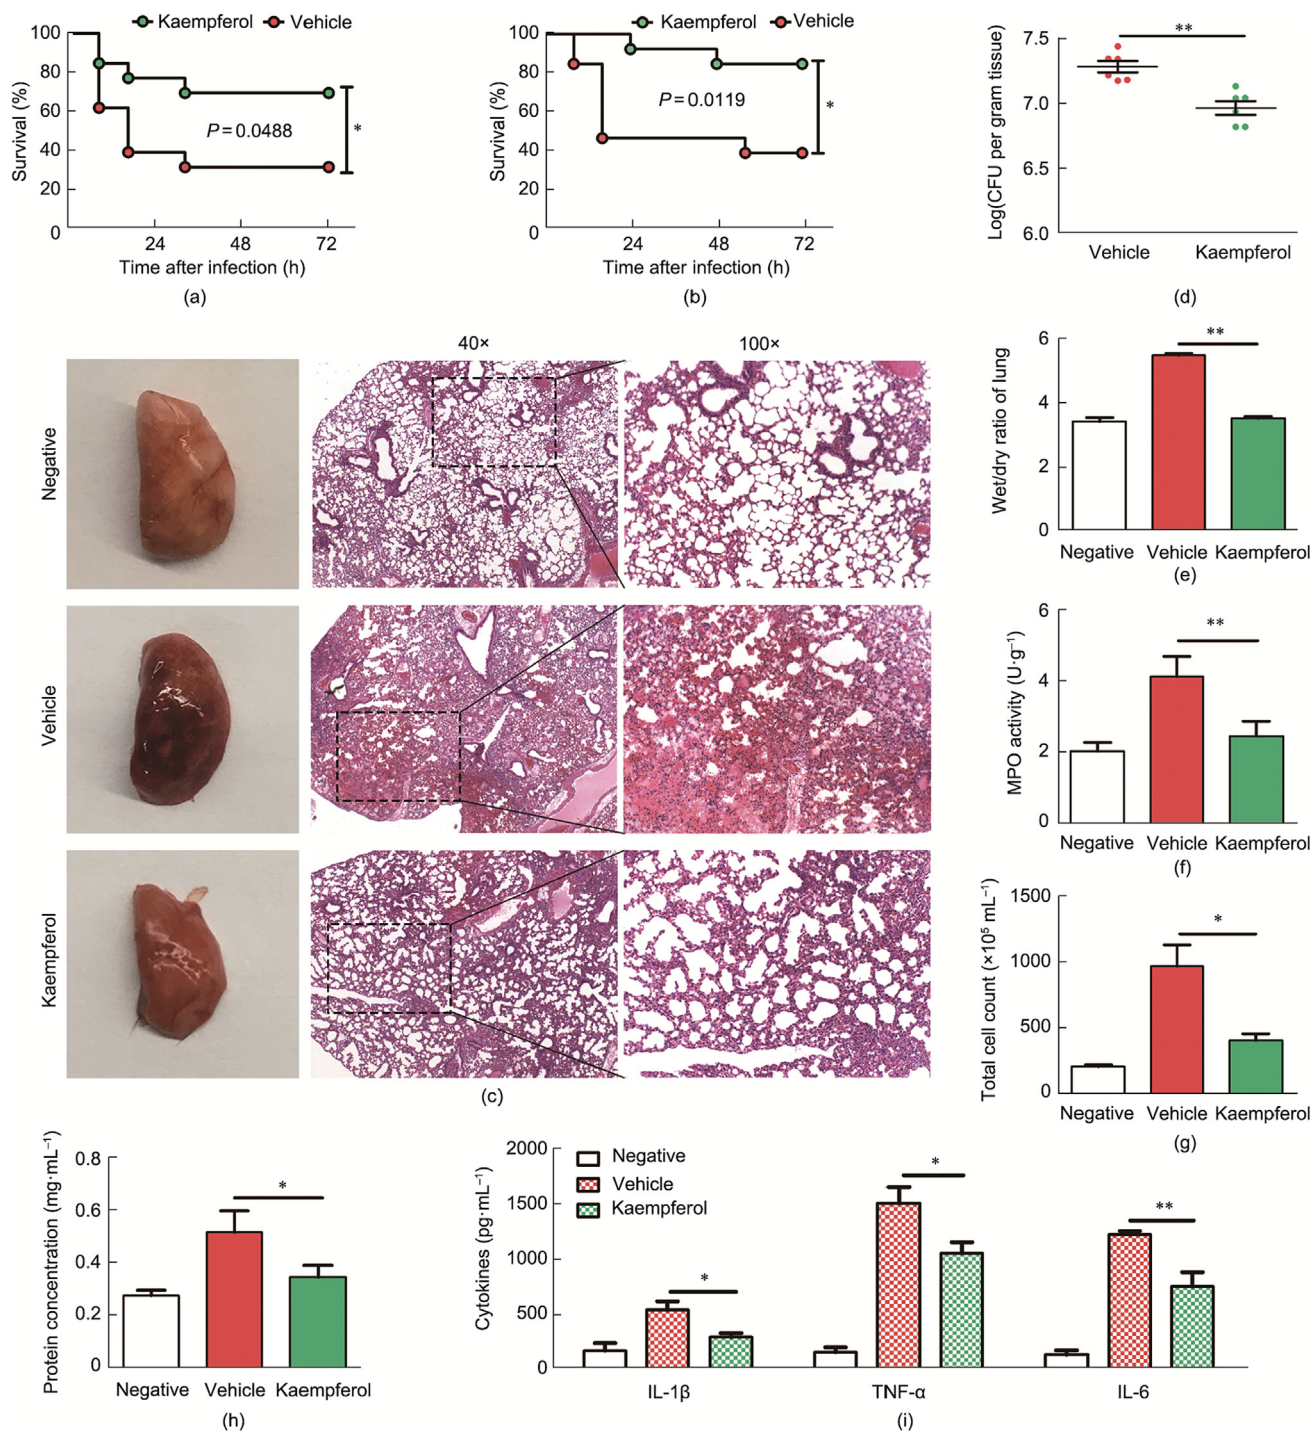 Kaempferol Vehicle
100
80
60
40
20
0
Survival (%)
P = 0.0488
*
24 48 72
Time after infection (h)
(a)
Kaempferol Vehicle
100
80
60
40
20
0
Survival (%)
P = 0.0119
*
24 48 72
Time after infection (h)
(b)
7.5
7.0
6.5
6.0
Log(CFU per gram tissue)
**
Vehicle Kaempferol
(d)
40× 100×
Negative
Vehicle
Kaempferol
(c)
6
4
2
0
Wet/dry ratio of lung
**
Negative Vehicle Kaempferol
(e)
6
4
2
0
MPO activity (U·g⁻¹)
**
Negative Vehicle Kaempferol
(f)
1500
1000
500
0
Total cell count (×10⁵ mL⁻¹)
*
Negative Vehicle Kaempferol
(g)
0.8
0.6
0.4
0.2
0
Protein concentration (mg·mL⁻¹)
*
Negative Vehicle Kaempferol
(h)
2000
1500
1000
500
0
Cytokines (pg·mL⁻¹)
Negative
Vehicle
Kaempferol
*
*
**
IL-1β TNF-α IL-6
(i)